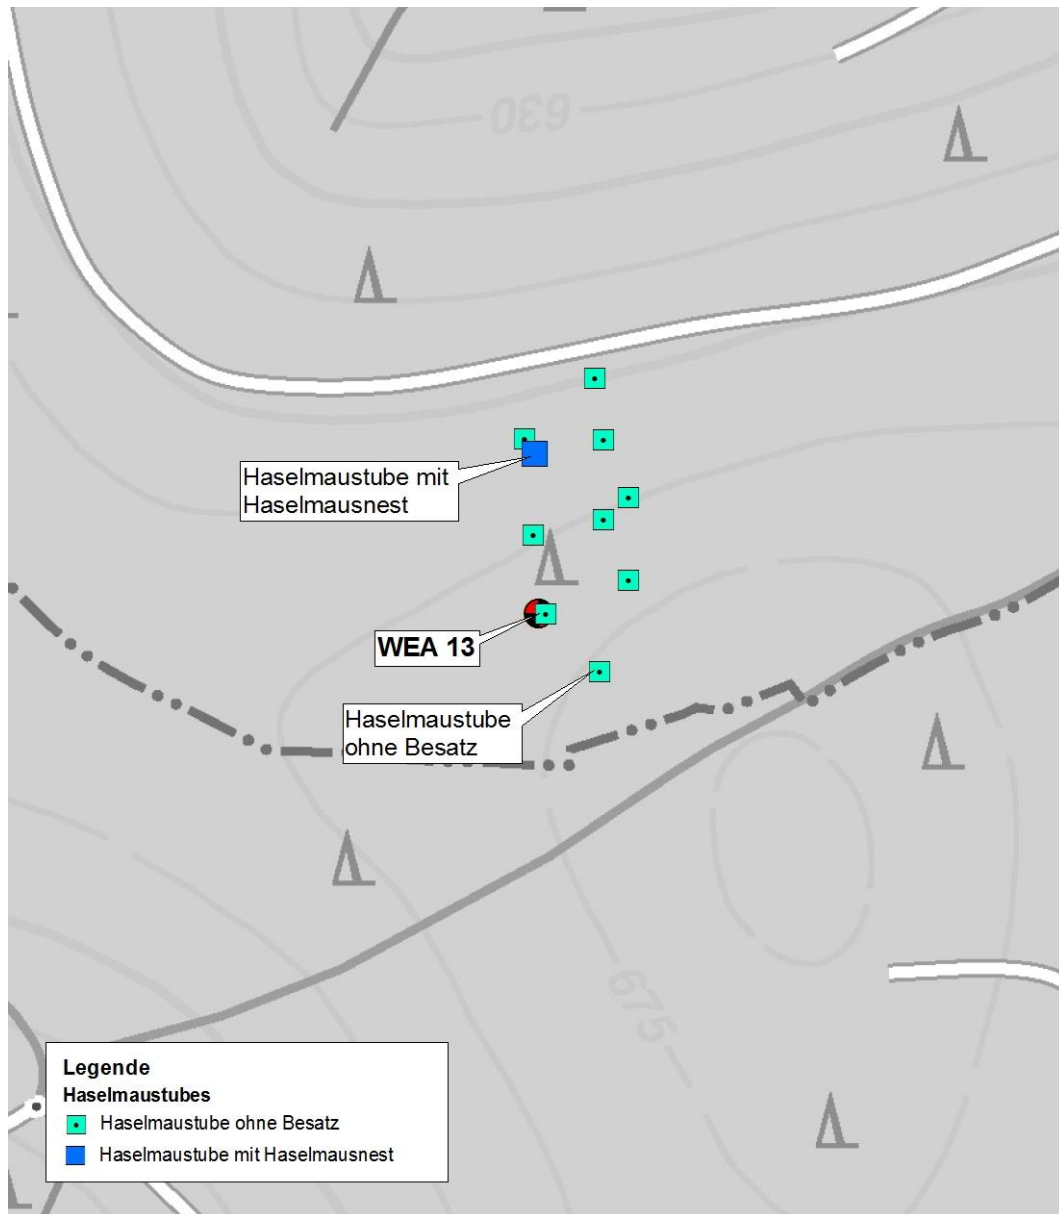 630
Haselmaustube mit
Haselmausnest
WEA 13
Haselmaustube
ohne Besatz
675
Legende
Haselmaustubes
Haselmaustube ohne Besatz
Haselmaustube mit Haselmausnest